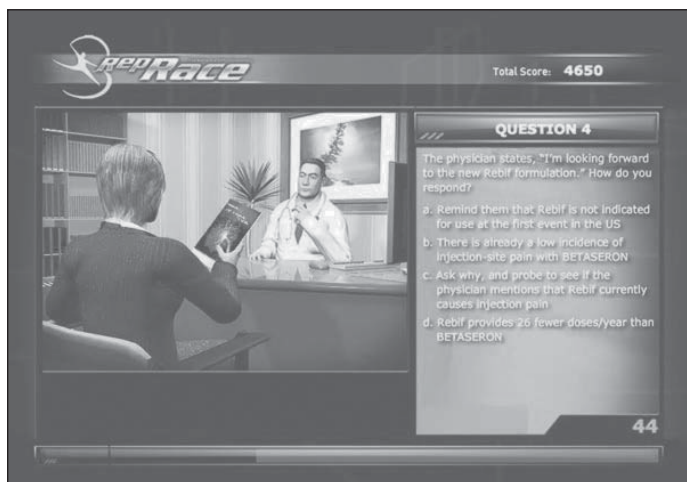 RepRace
Total Score: 4650
QUESTION 4
The physician states, "I'm looking forward
to the new Rebif formulation." How do you
respond?
a. Remind them that Rebif is not indicated
for use at the first event in the US
b. There is already a low incidence of
injection-site pain with BETASERON
c. Ask why, and probe to see if the
physician mentions that Rebif currently
causes injection pain
d. Rebif provides 26 fewer doses/year than
BETASERON
44